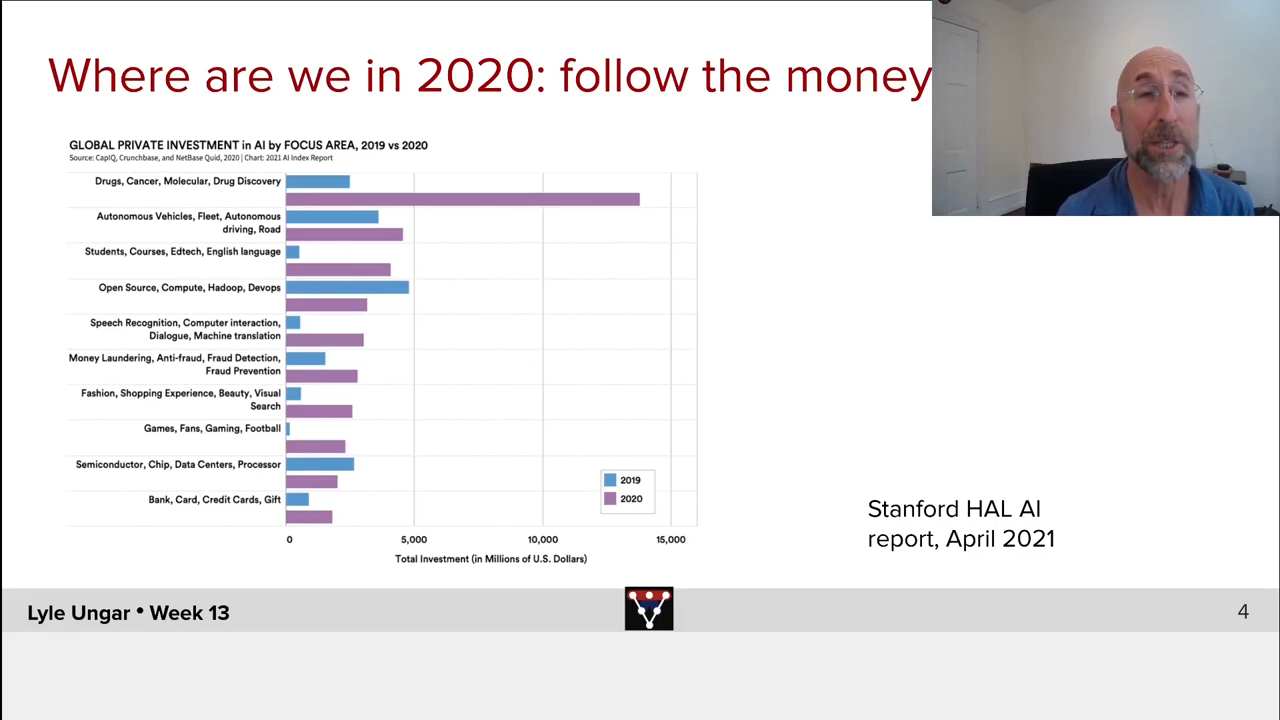 Where are we in 2020: follow the money
GLOBAL PRIVATE INVESTMENT in AI by FOCUS AREA, 2019 vs 2020
Source: CapIQ, Crunchbase, and NetBase Quid, 2020 | Chart: 2021 AI Index Report
Drugs, Cancer, Molecular, Drug Discovery
Autonomous Vehicles, Fleet, Autonomous
driving, Road
Students, Courses, Edtech, English language
Open Source, Compute, Hadoop, Devops
Speech Recognition, Computer interaction,
Dialogue, Machine translation
Money Laundering, Anti-fraud, Fraud Detection,
Fraud Prevention
Fashion, Shopping Experience, Beauty, Visual
Search
Games, Fans, Gaming, Football
Semiconductor, Chip, Data Centers, Processor
Bank, Card, Credit Cards, Gift
2019
2020
0 5,000 10,000 15,000
Total Investment (in Millions of U.S. Dollars)
Stanford HAL AI
report, April 2021
Lyle Ungar • Week 13
4